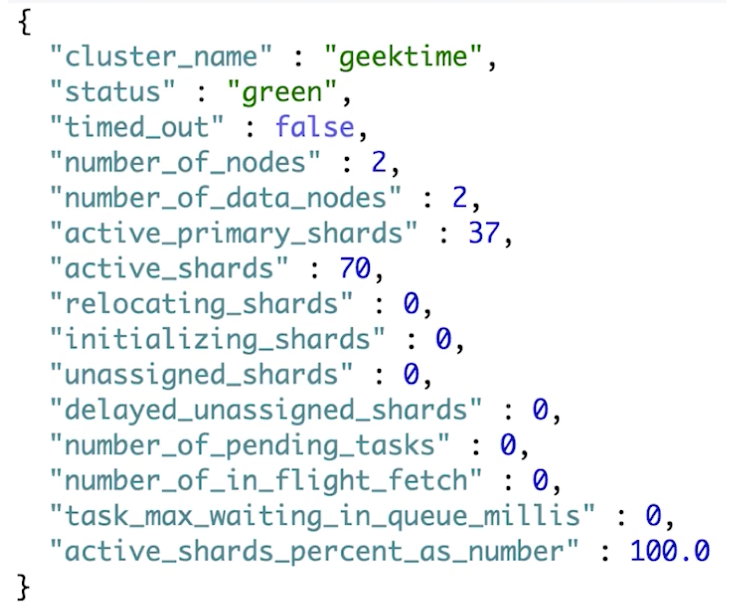 {
"cluster_name" : "geektime",
"status" : "green",
"timed_out" : false,
"number_of_nodes" : 2,
"number_of_data_nodes" : 2,
"active_primary_shards" : 37,
"active_shards" : 70,
"relocating_shards" : 0,
"initializing_shards" : 0,
"unassigned_shards" : 0,
"delayed_unassigned_shards" : 0,
"number_of_pending_tasks" : 0,
"number_of_in_flight_fetch" : 0,
"task_max_waiting_in_queue_millis" : 0,
"active_shards_percent_as_number" : 100.0
}